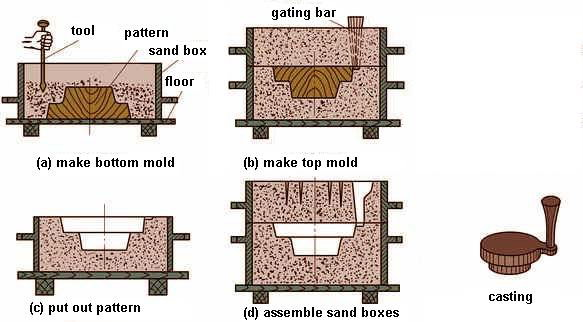 tool
pattern
sand box
floor
(a) make bottom mold
gating bar
(b) make top mold
(c) put out pattern
(d) assemble sand boxes
casting